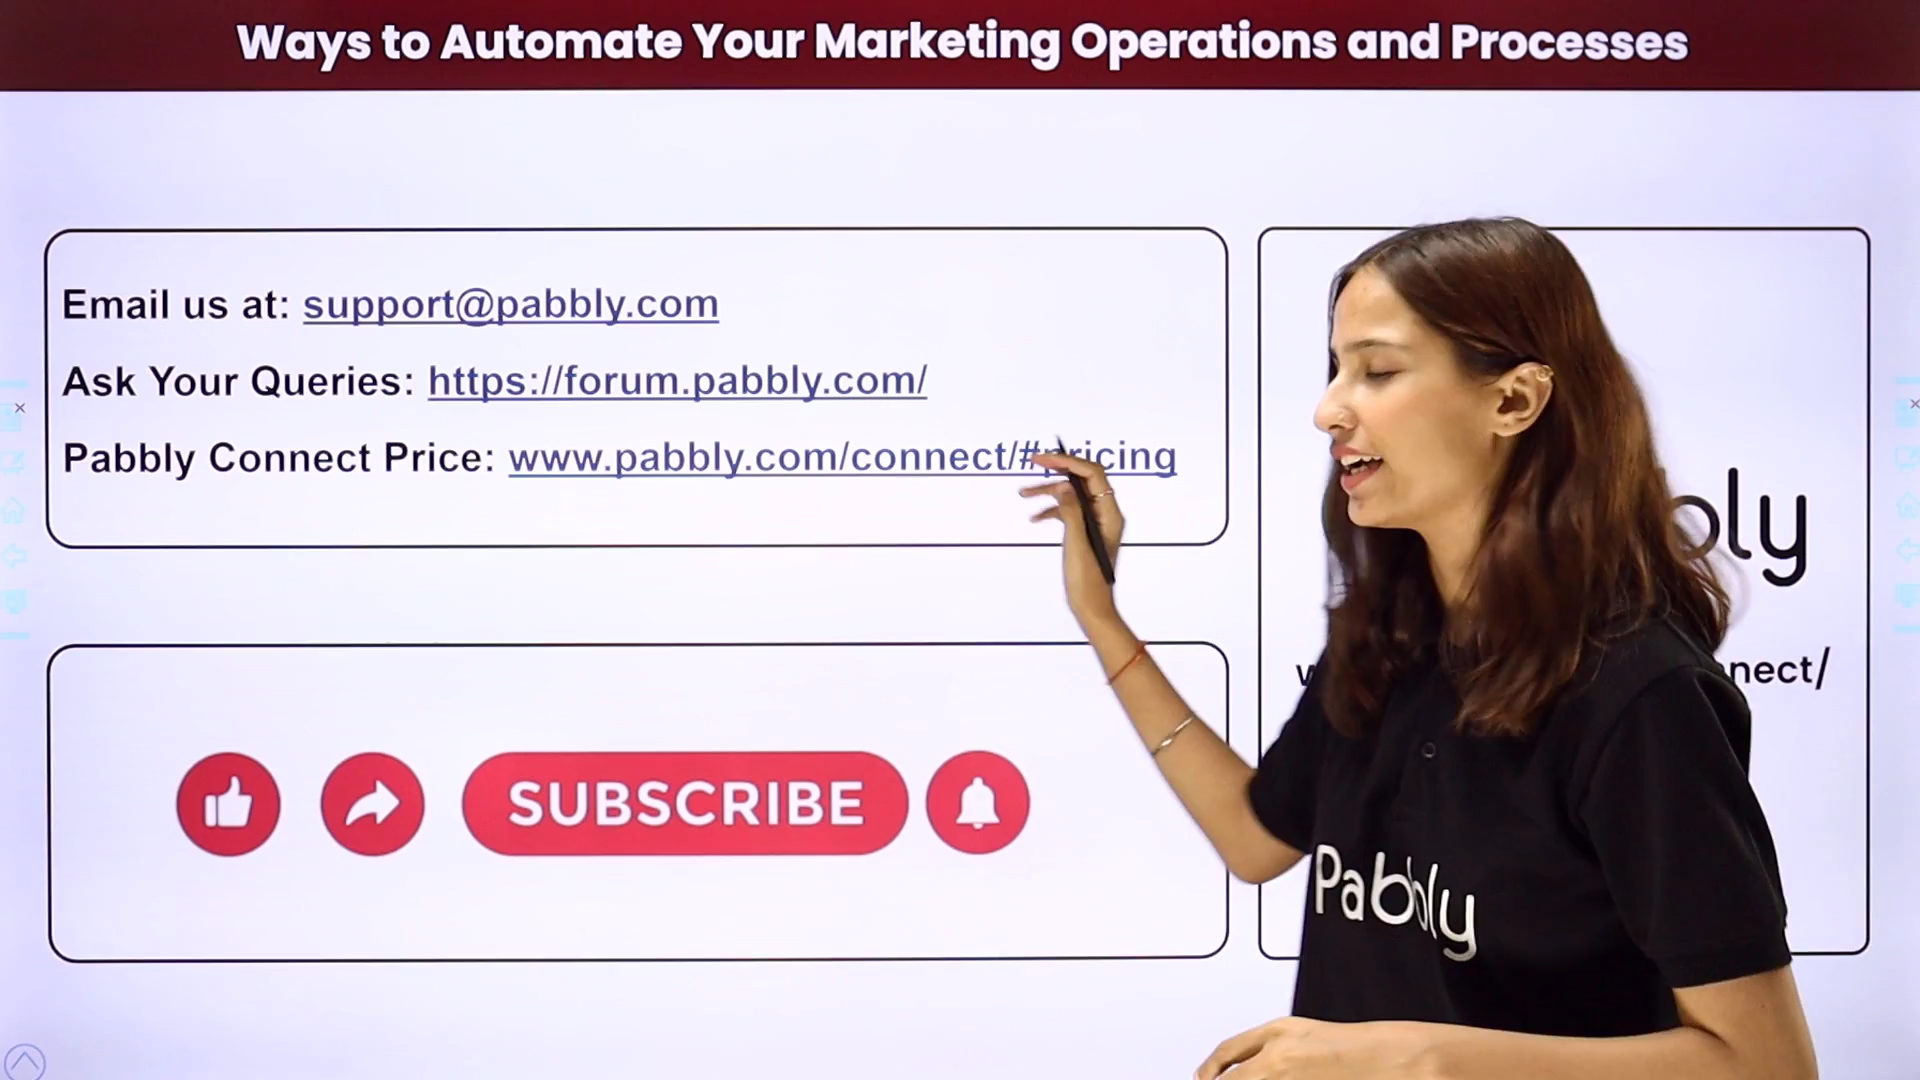 Ways to Automate Your Marketing Operations and Processes
Email us at: support@pabbly.com
Ask Your Queries: https://forum.pabbly.com/
Pabbly Connect Price: www.pabbly.com/connect/#pricing
SUBSCRIBE
Pabbly